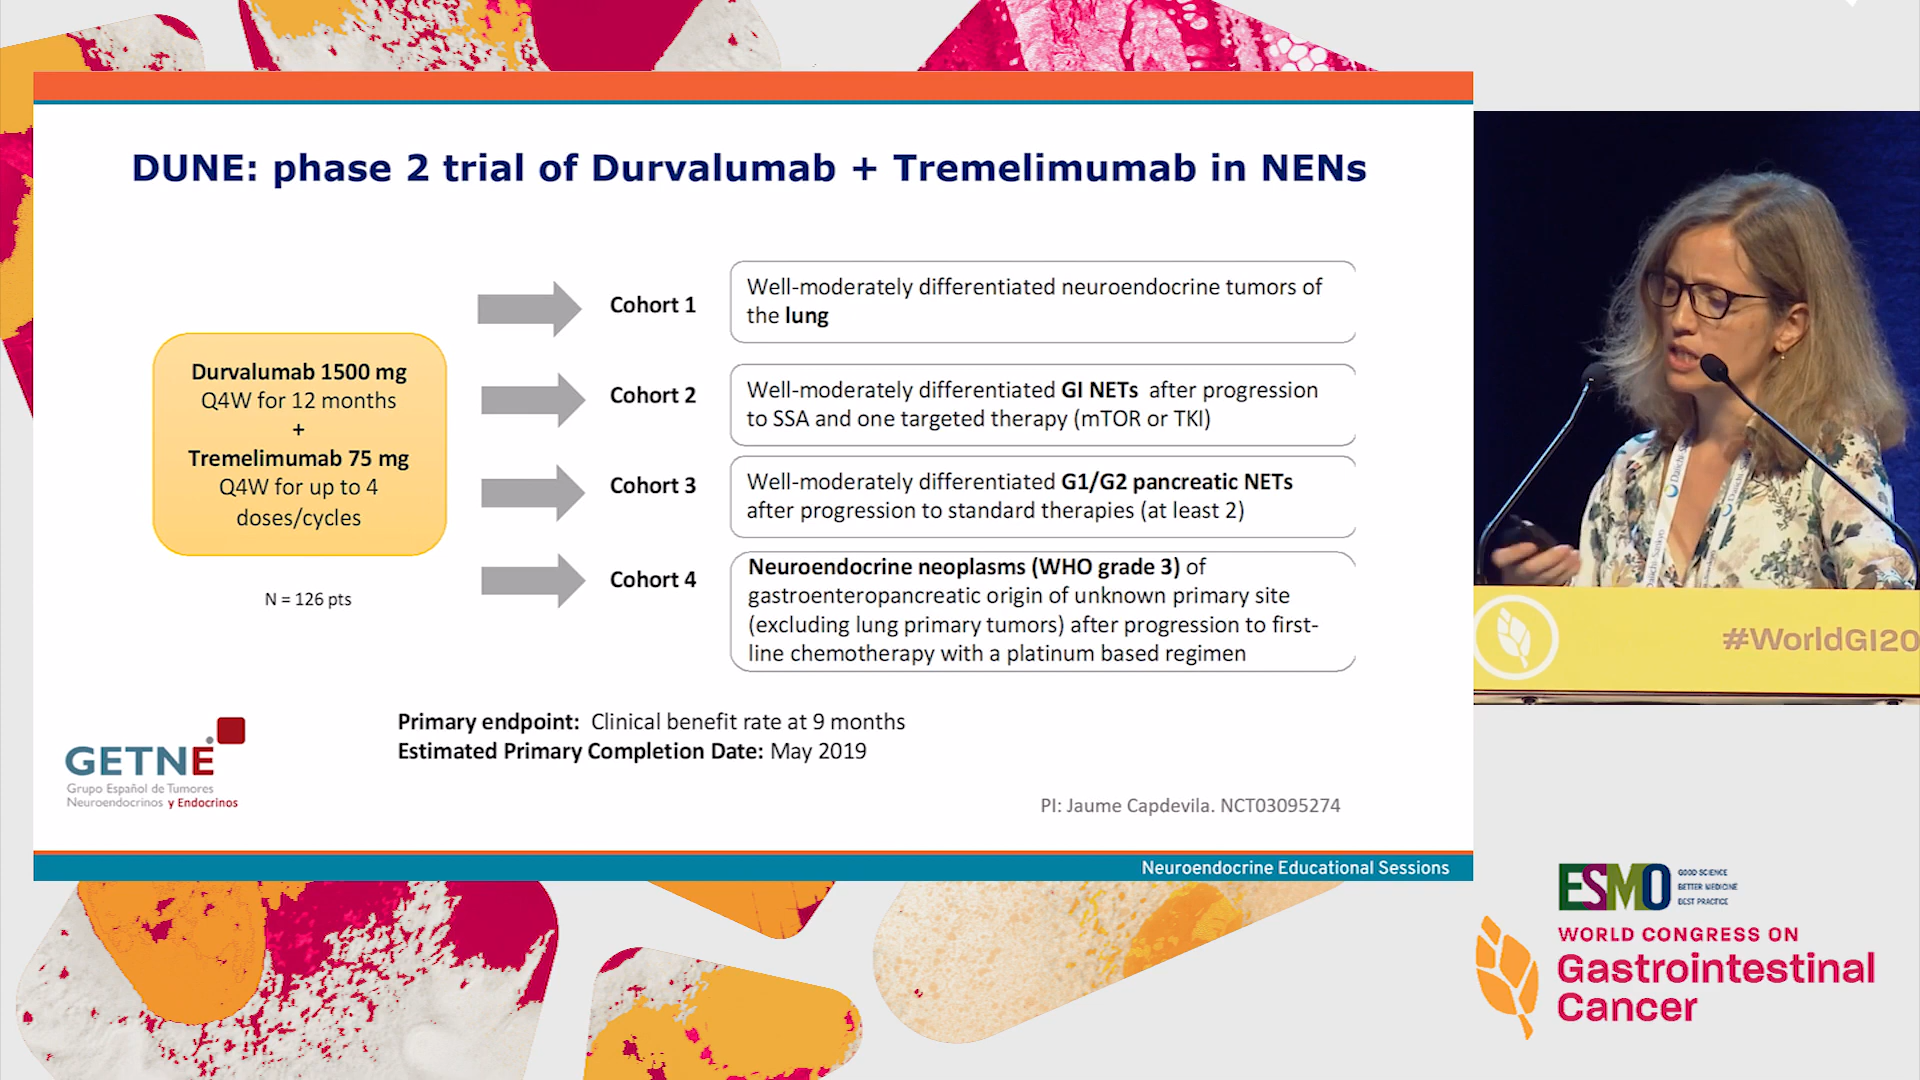 DUNE: phase 2 trial of Durvalumab + Tremelimumab in NENs
Durvalumab 1500 mg
Q4W for 12 months
+
Tremelimumab 75 mg
Q4W for up to 4
doses/cycles
N = 126 pts
Cohort 1
Well-moderately differentiated neuroendocrine tumors of
the lung
Cohort 2
Well-moderately differentiated GI NETs after progression
to SSA and one targeted therapy (mTOR or TKI)
Cohort 3
Well-moderately differentiated G1/G2 pancreatic NETs
after progression to standard therapies (at least 2)
Cohort 4
Neuroendocrine neoplasms (WHO grade 3) of
gastroenteropancreatic origin of unknown primary site
(excluding lung primary tumors) after progression to first-
line chemotherapy with a platinum based regimen
Primary endpoint: Clinical benefit rate at 9 months
Estimated Primary Completion Date: May 2019
GETNE
Grupo Español de Tumores
Neuroendocrinos y Endocrinos
PI: Jaume Capdevila. NCT03095274
Neuroendocrine Educational Sessions
Daiichi-Sankyo
#WorldGI20
ESMO
GOOD SCIENCE
BETTER MEDICINE
BEST PRACTICE
WORLD CONGRESS ON
Gastrointestinal
Cancer